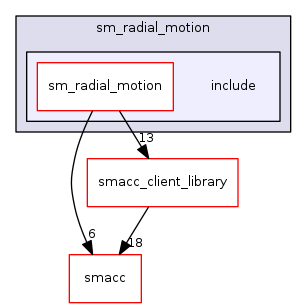 sm_radial_motion
sm_radial_motion
include
13
smacc_client_library
6
18
smacc